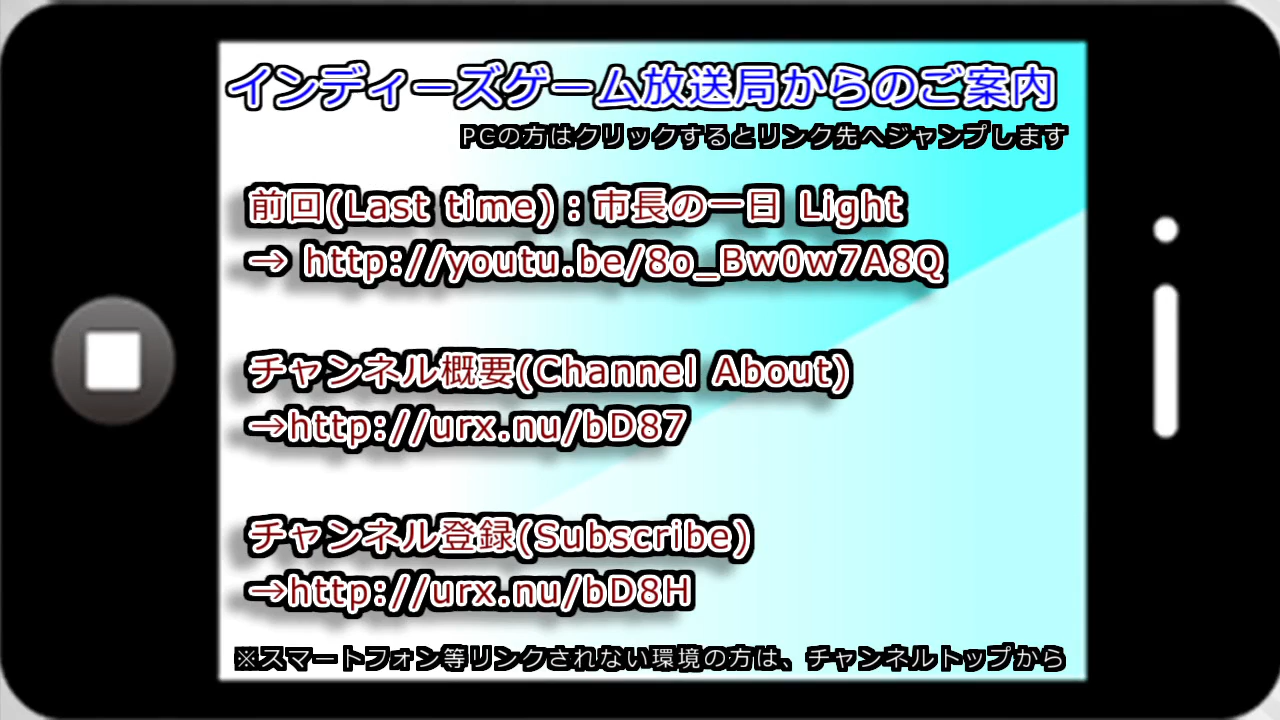 インディーズゲーム放送局からのご案内
PCの方はクリックするとリンク先へジャンプします
前回(Last time)：市長の一日 Light
→ http://youtu.be/8o_Bw0w7A8Q
チャンネル概要(Channel About)
→http://urx.nu/bD87
チャンネル登録(Subscribe)
→http://urx.nu/bD8H
※スマートフォン等リンクされない環境の方は、チャンネルトップから